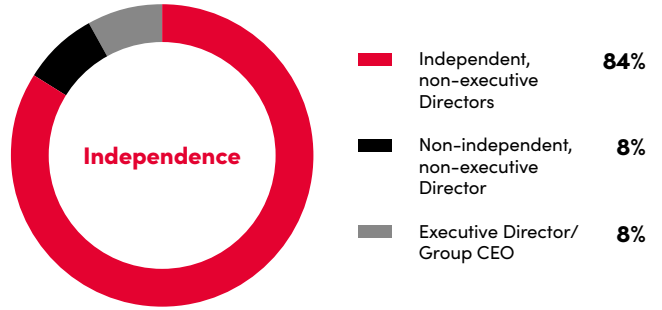 Independence
Independent, 84%
non-executive
Directors
Non-independent, 8%
non-executive
Director
Executive Director/ 8%
Group CEO